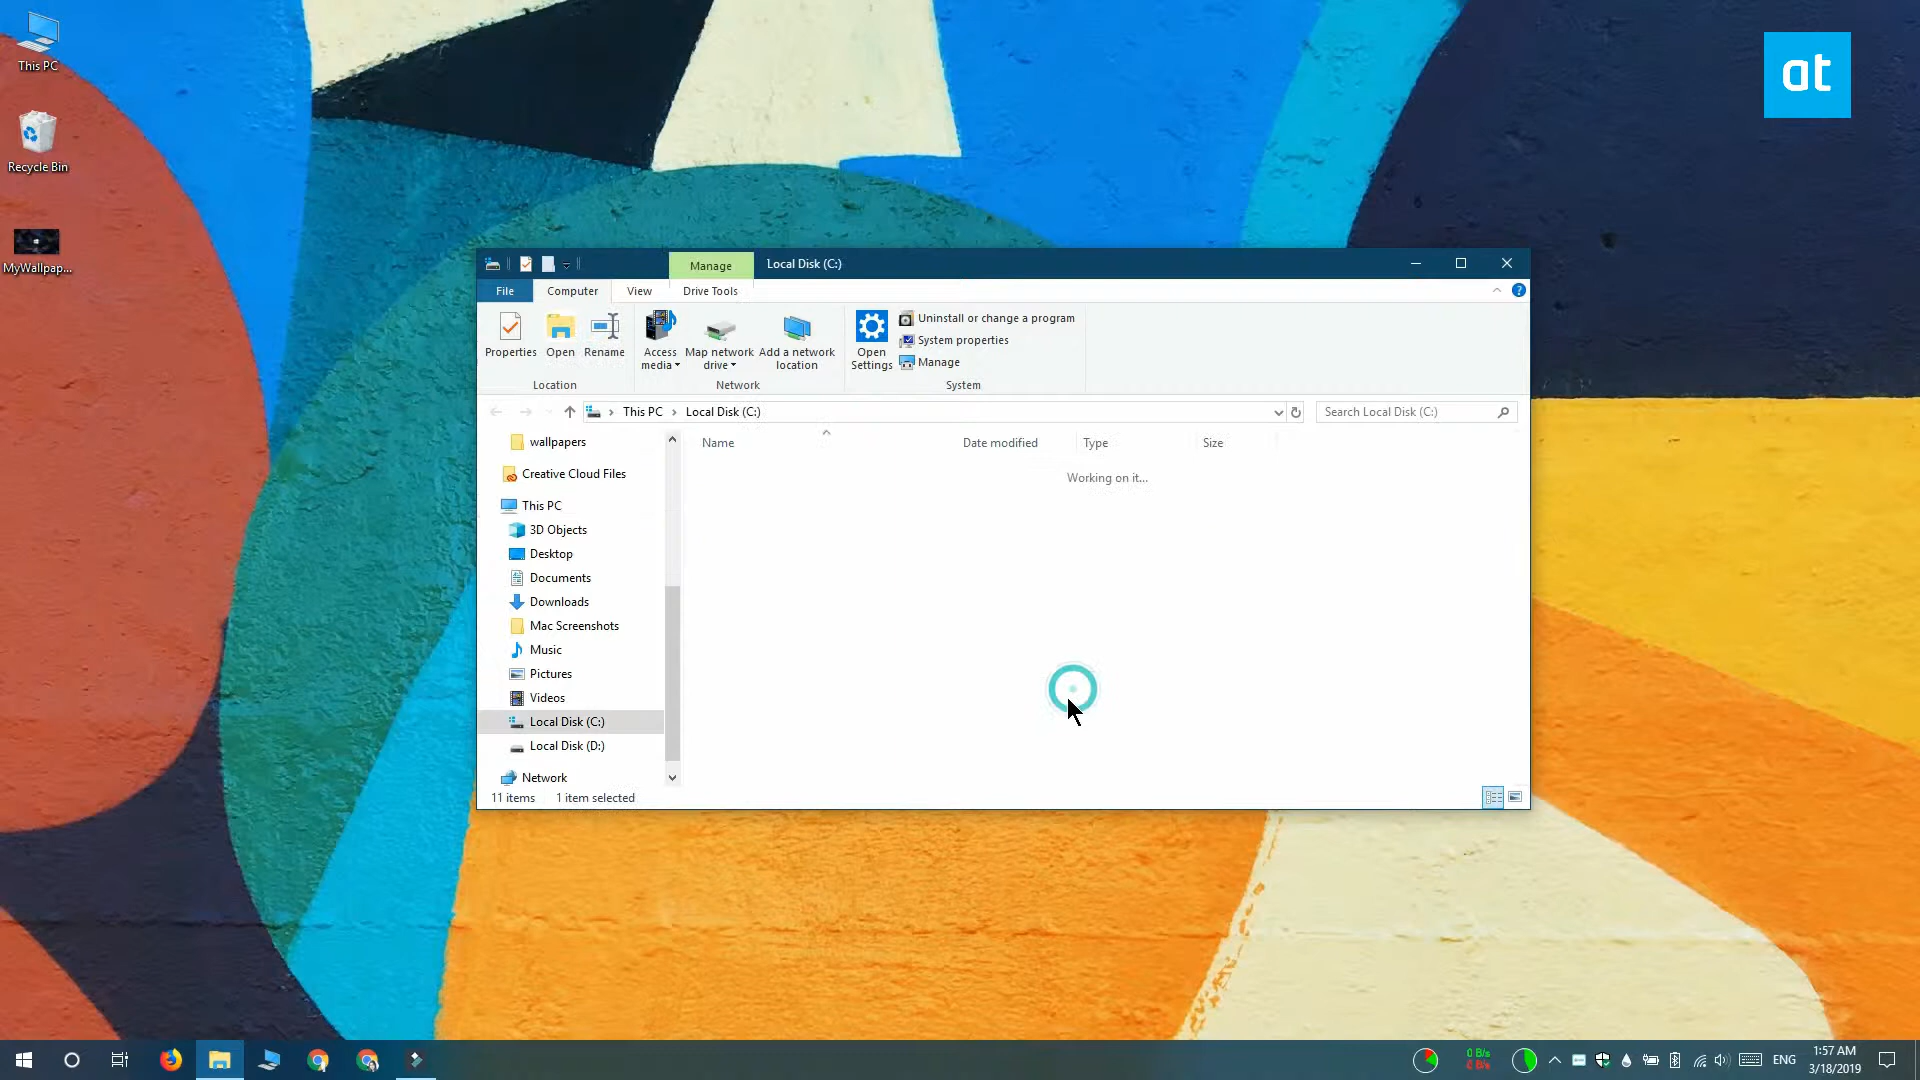 This PC
Recycle Bin
MyWallpap...
at
Manage
Local Disk (C:)
File
Computer
View
Drive Tools
Properties
Open
Rename
Access media
Map network drive
Add a network location
Open Settings
Uninstall or change a program
System properties
Manage
Location
Network
System
This PC
Local Disk (C:)
Search Local Disk (C:)
Name
Date modified
Type
Size
Working on it...
wallpapers
Creative Cloud Files
This PC
3D Objects
Desktop
Documents
Downloads
Mac Screenshots
Music
Pictures
Videos
Local Disk (C:)
Local Disk (D:)
Network
11 items
1 item selected
0 B/s
0 B/s
ENG
1:57 AM
3/18/2019